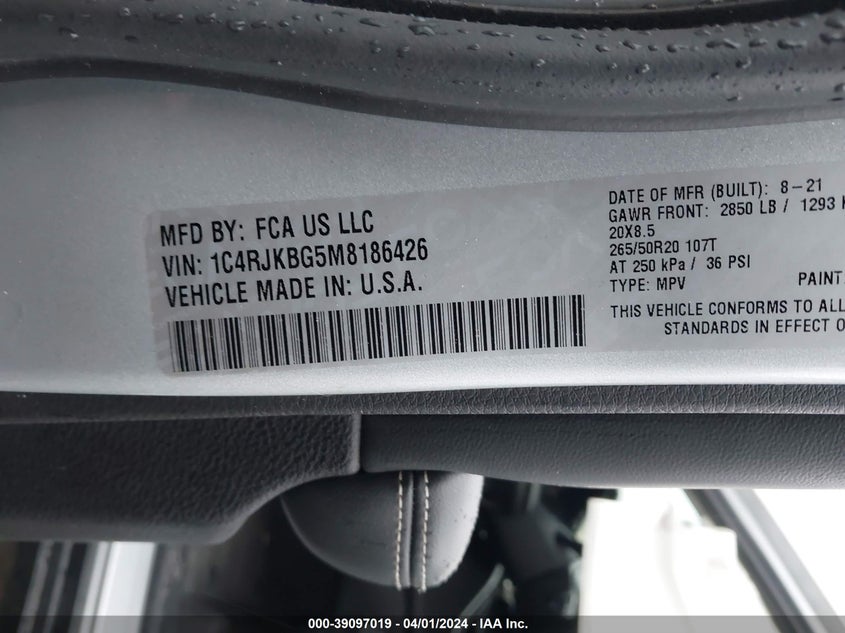 MFD BY: FCA US LLC
VIN: 1C4RJKBG5M8186426
VEHICLE MADE IN: U.S.A.
DATE OF MFR (BUILT): 8-21
GAWR FRONT: 2850 LB / 1293 K
20X8.5
265/50R20 107T
AT 250 kPa / 36 PSI
TYPE: MPV PAINT:
THIS VEHICLE CONFORMS TO ALL
STANDARDS IN EFFECT O
000-39097019 - 04/01/2024 - IAA Inc.